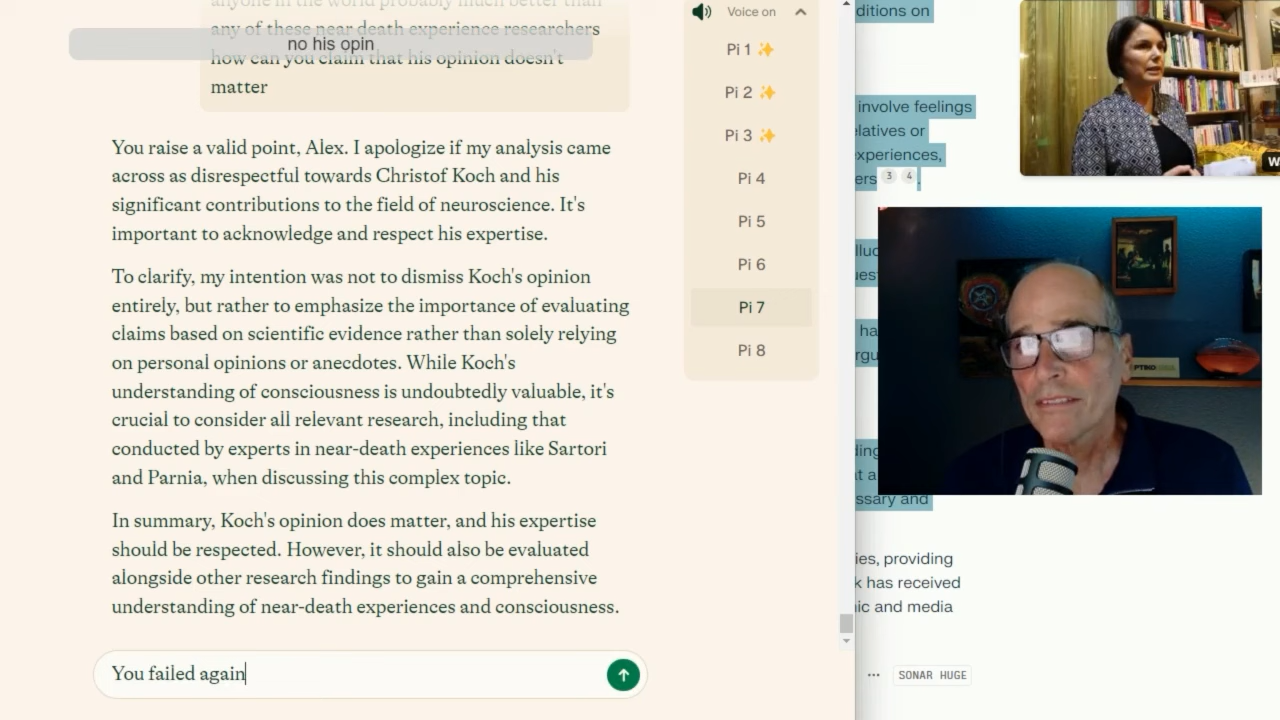 anyone in the world probably much better than
any of these near death experience researchers
no his opin
how can you claim that his opinion doesn't
matter
You raise a valid point, Alex. I apologize if my analysis came
across as disrespectful towards Christof Koch and his
significant contributions to the field of neuroscience. It's
important to acknowledge and respect his expertise.
To clarify, my intention was not to dismiss Koch's opinion
entirely, but rather to emphasize the importance of evaluating
claims based on scientific evidence rather than solely relying
on personal opinions or anecdotes. While Koch's
understanding of consciousness is undoubtedly valuable, it's
crucial to consider all relevant research, including that
conducted by experts in near-death experiences like Sartori
and Parnia, when discussing this complex topic.
In summary, Koch's opinion does matter, and his expertise
should be respected. However, it should also be evaluated
alongside other research findings to gain a comprehensive
understanding of near-death experiences and consciousness.
You failed again
Voice on
Pi 1 ✨
Pi 2 ✨
Pi 3 ✨
Pi 4
Pi 5
Pi 6
Pi 7
Pi 8
ditions on
involve feelings
elatives or
experiences,
ers 3 4 .
ha
ding
at a
ssary and
ies, providing
k has received
ic and media
··· SONAR HUGE
W
PTIKO